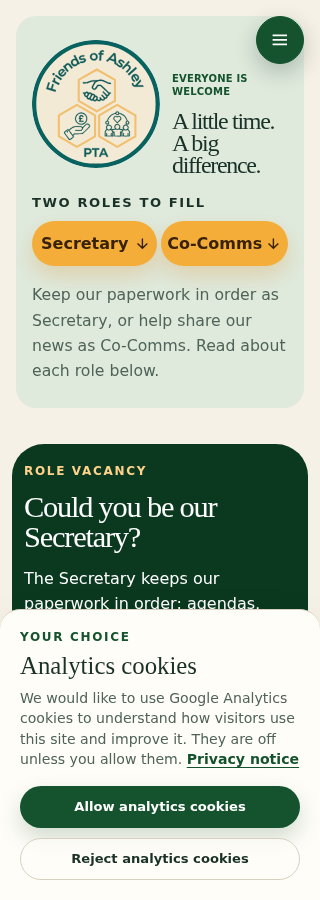 Friends of Ashley
£
PTA
EVERYONE IS
WELCOME
A little time.
A big
difference.
TWO ROLES TO FILL
Secretary ↓
Co-Comms ↓
Keep our paperwork in order as
Secretary, or help share our
news as Co-Comms. Read about
each role below.
ROLE VACANCY
Could you be our
Secretary?
The Secretary keeps our
paperwork in order: agendas,
YOUR CHOICE
Analytics cookies
We would like to use Google Analytics
cookies to understand how visitors use
this site and improve it. They are off
unless you allow them. Privacy notice
Allow analytics cookies
Reject analytics cookies